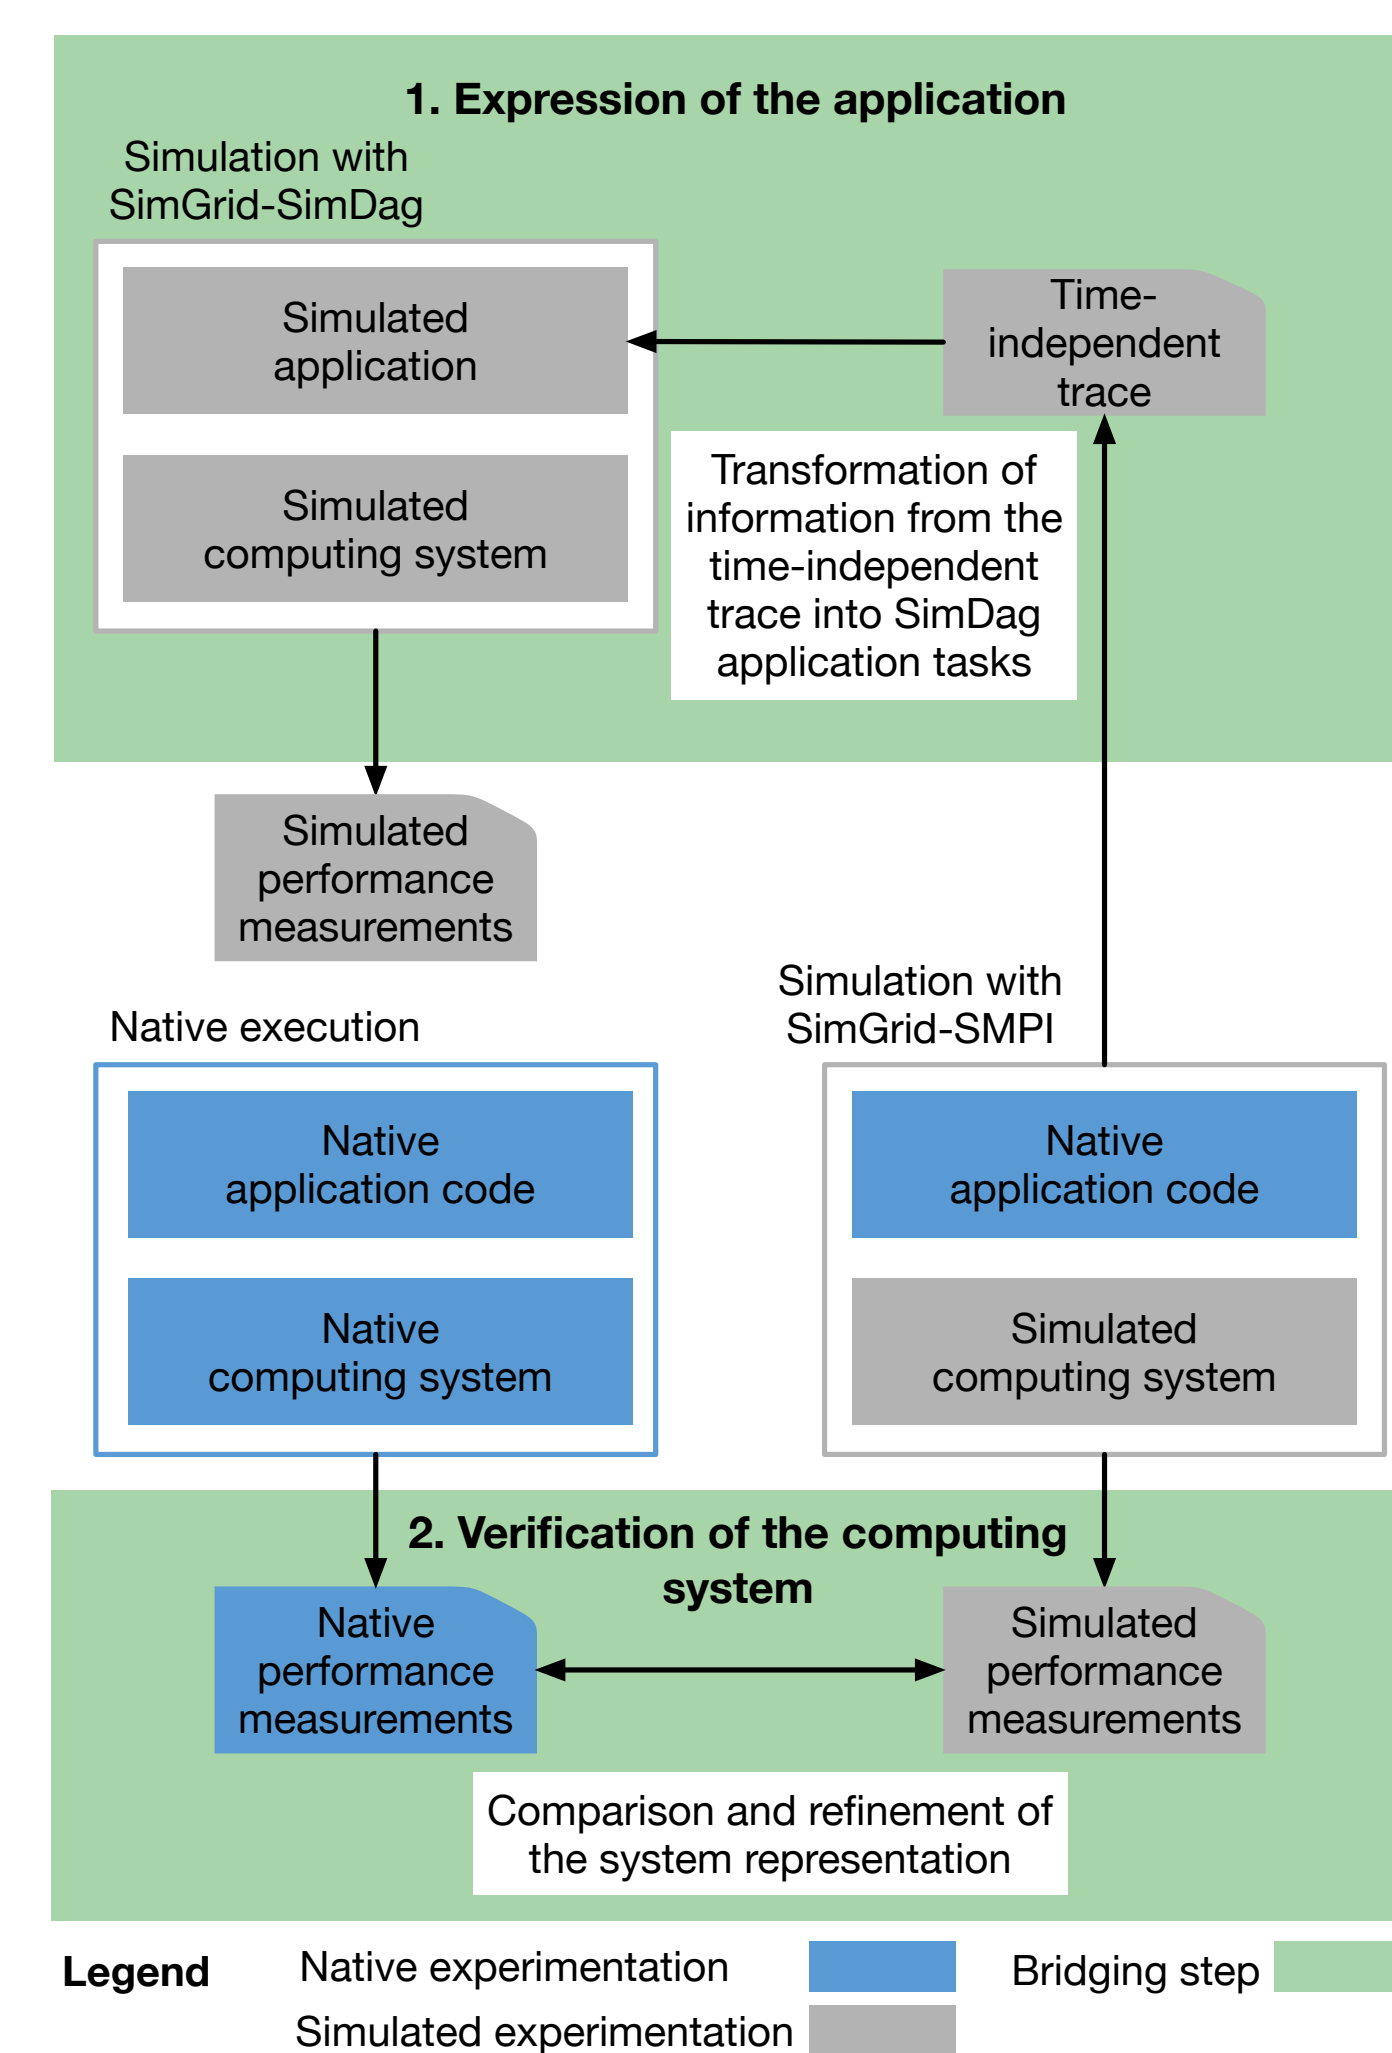 1. Expression of the application
Simulation with
SimGrid-SimDag
Simulated
application
Time-
independent
trace
Simulated
computing system
Transformation of
information from the
time-independent
trace into SimDag
application tasks
Simulated
performance
measurements
Native execution
Simulation with
SimGrid-SMPI
Native
application code
Native
computing system
Native
application code
Simulated
computing system
2. Verification of the computing
system
Native
performance
measurements
Simulated
performance
measurements
Comparison and refinement of
the system representation
Legend
Native experimentation
Bridging step
Simulated experimentation